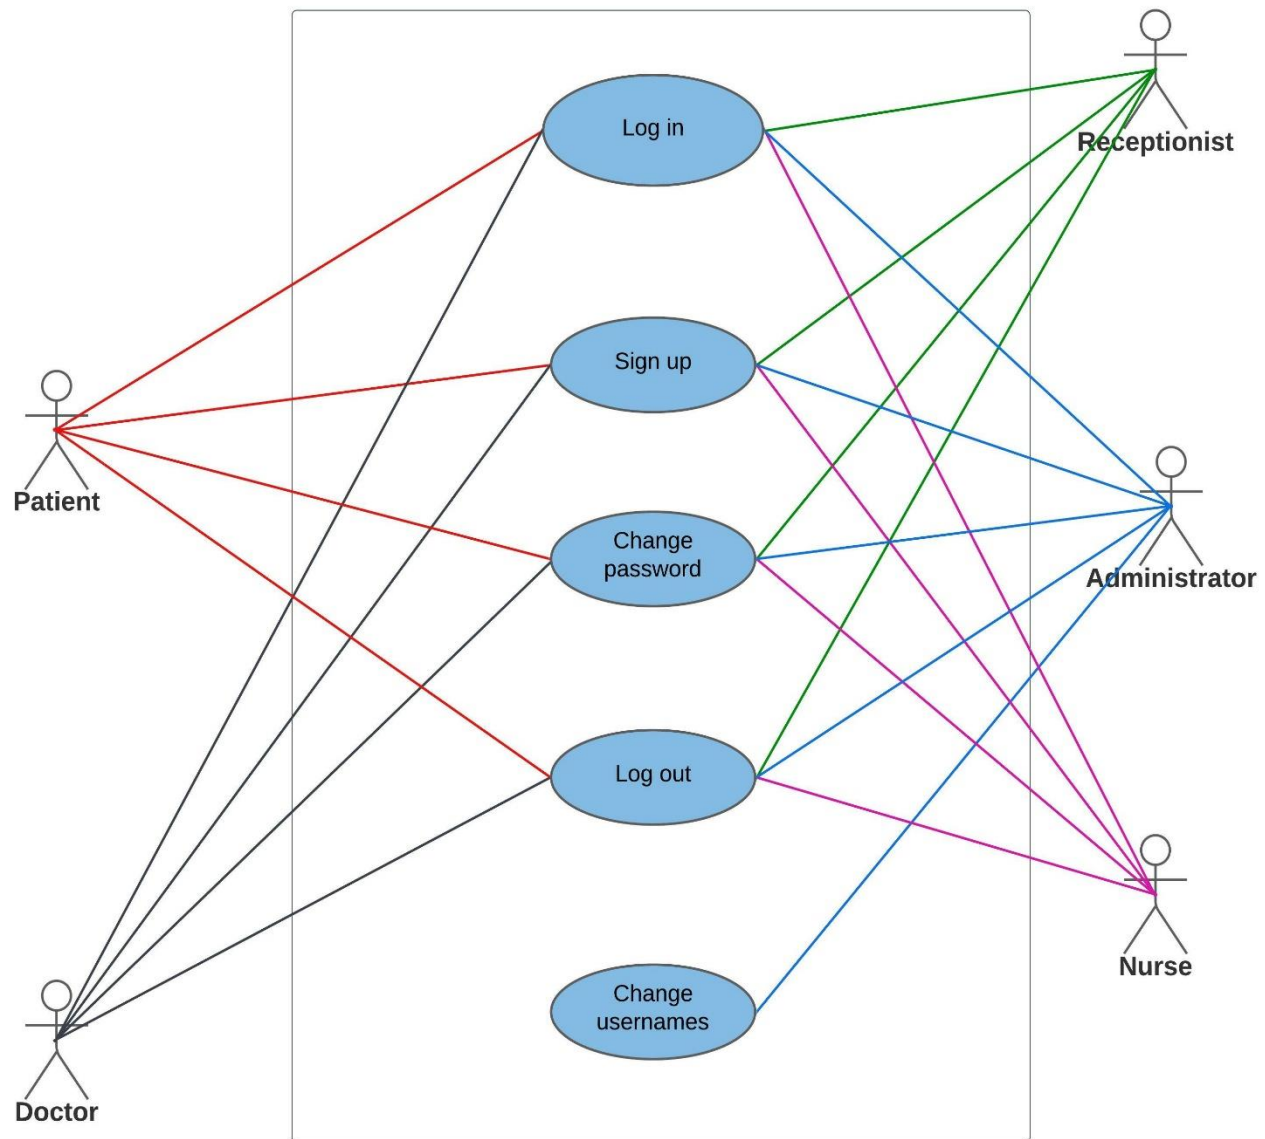 Log in
Receptionist
Sign up
Patient
Change
password
Administrator
Log out
Nurse
Change
usernames
Doctor